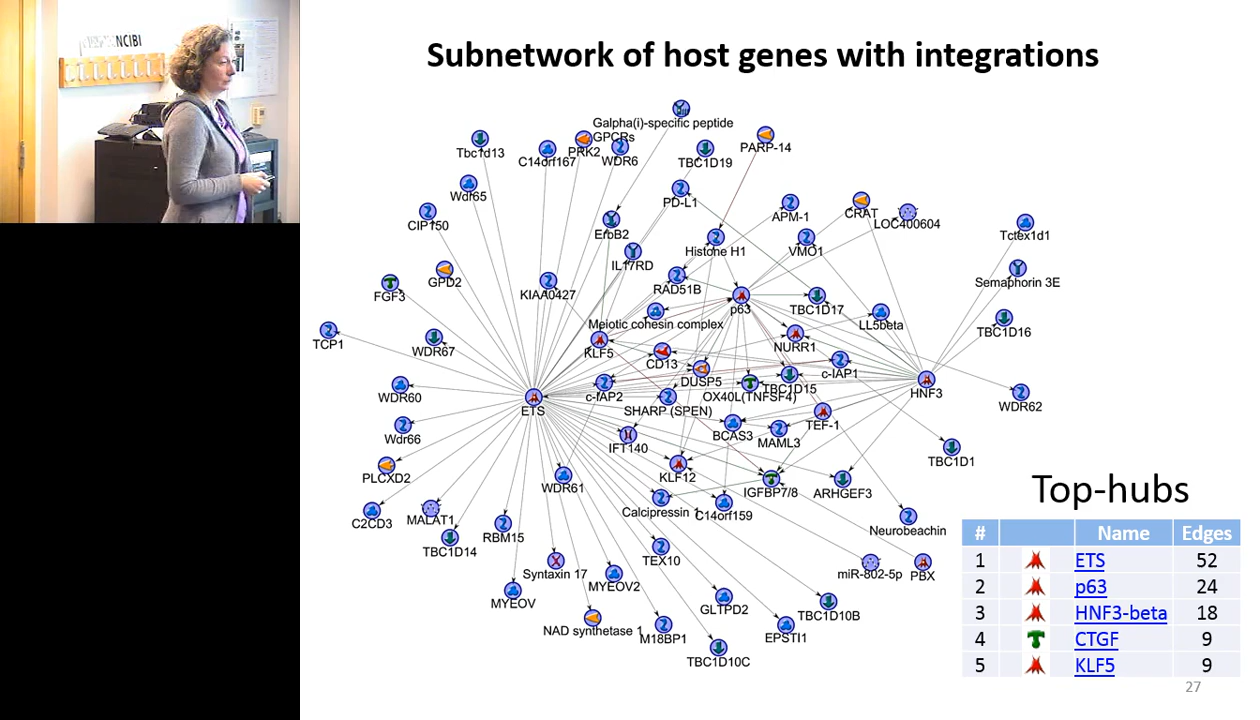 NCIBI
Subnetwork of host genes with integrations
Galpha(i)-specific peptide
GPCRs
Tbc1d13
C14orf167
PRK2
WDR6
TBC1D19
PARP-14
Wdr65
PD-L1
CIP150
ErbB2
APM-1
CRAT
LOC400604
Tctex1d1
Histone H1
VMO1
IL17RD
FGF3
GPD2
KIAA0427
RAD51B
Semaphorin 3E
p63
TBC1D17
Meiotic cohesin complex
LL5beta
TBC1D16
TCP1
WDR67
KLF5
NURR1
CD13
c-IAP1
DUSP5
WDR60
ETS
c-IAP2
SHARP (SPEN)
OX40L(TNFSF4)
TBC1D15
HNF3
WDR62
Wdr66
IFT140
BCAS3
MAML3
TEF-1
TBC1D1
PLCXD2
WDR61
KLF12
IGFBP7/8
ARHGEF3
C2CD3
MALAT1
TBC1D14
RBM15
Calcipressin 1
C14orf159
Neurobeachin
Syntaxin 17
TEX10
miR-802-5p
PBX
MYEOV
MYEOV2
GLTPD2
TBC1D10B
NAD synthetase 1
M18BP1
EPSTI1
TBC1D10C
Top-hubs
# Name Edges
1 ETS 52
2 p63 24
3 HNF3-beta 18
4 CTGF 9
5 KLF5 9
27